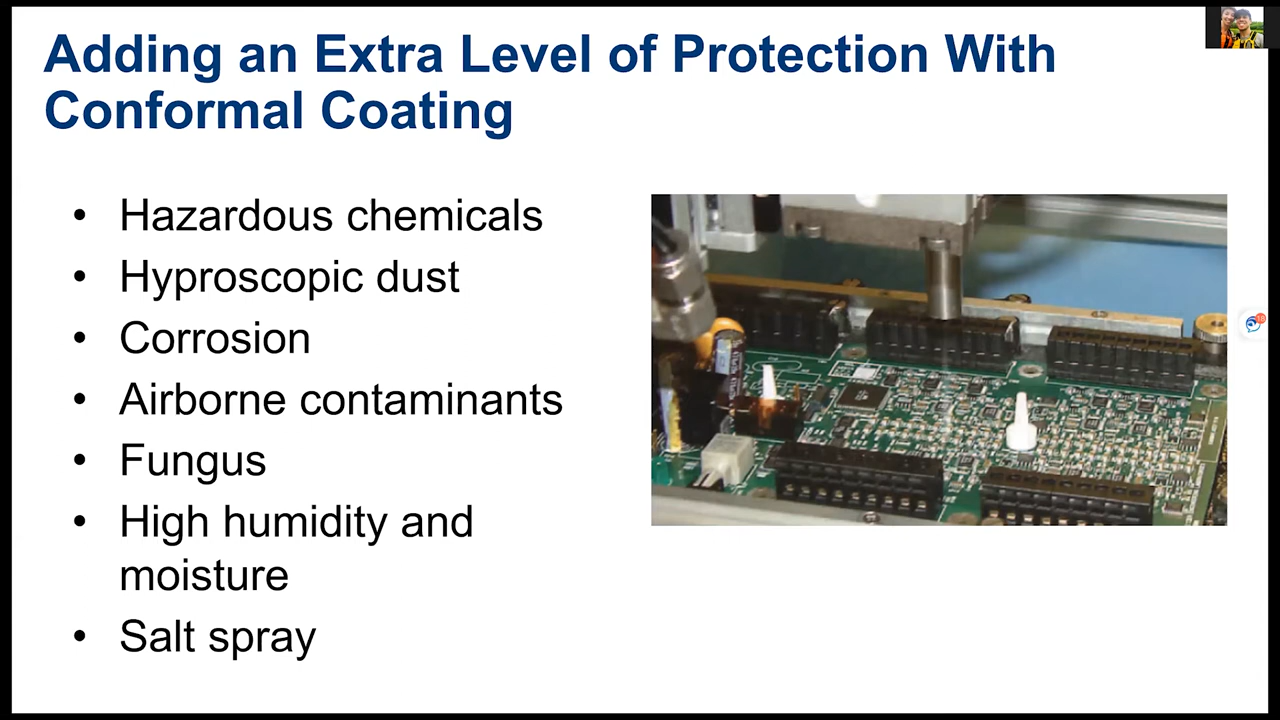 Adding an Extra Level of Protection With
Conformal Coating
• Hazardous chemicals
• Hyproscopic dust
• Corrosion
• Airborne contaminants
• Fungus
• High humidity and
moisture
• Salt spray